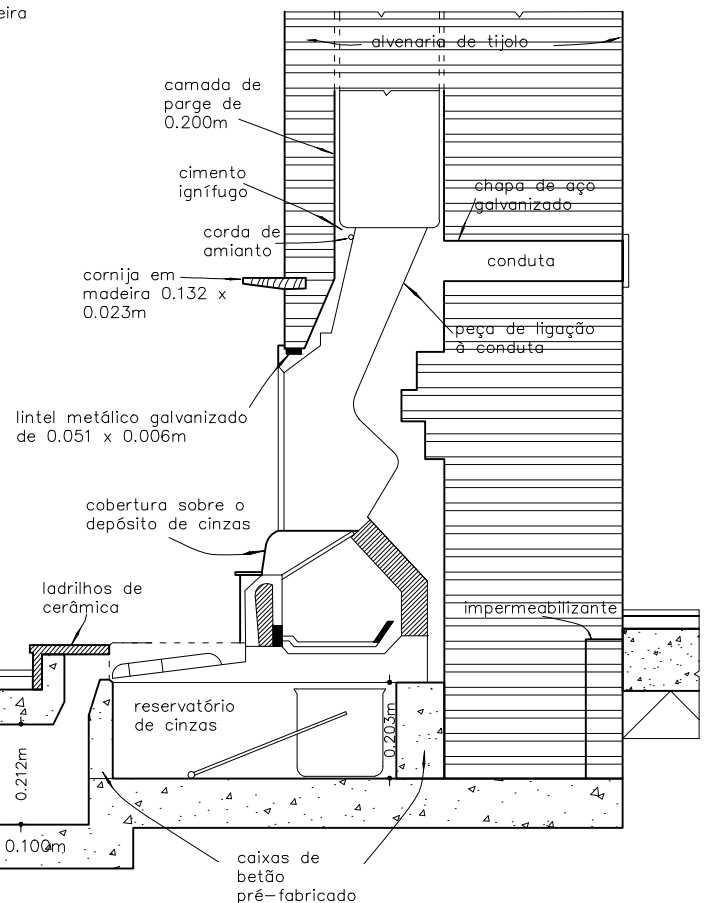 eira
alvenaria de tijolo
camada de
parge de
0.200m
cimento
ignífugo
chapa de aço
galvanizado
corda de
amianto
conduta
cornija em
madeira 0.132 x
0.023m
peça de ligação
à conduta
lintel metálico galvanizado
de 0.051 x 0.006m
cobertura sobre o
depósito de cinzas
ladrilhos de
cerâmica
impermeabilizante
reservatório
de cinzas
0.203m
0.212m
0.100m
caixas de
betão
pré-fabricado